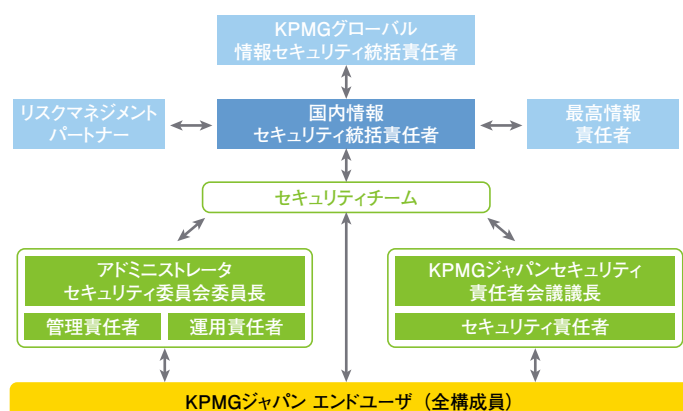 KPMGグローバル
情報セキュリティ統括責任者
リスクマネジメント
パートナー
国内情報
セキュリティ統括責任者
最高情報
責任者
セキュリティチーム
アドミニストレータ
セキュリティ委員会委員長
管理責任者
運用責任者
KPMGジャパンセキュリティ
責任者会議議長
セキュリティ責任者
KPMGジャパン エンドユーザ（全構成員）